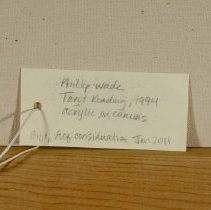 Phillip Wade
Tarot Reading, 1994
acrylic on canvas
Gift, Acq consideration Jan 2011